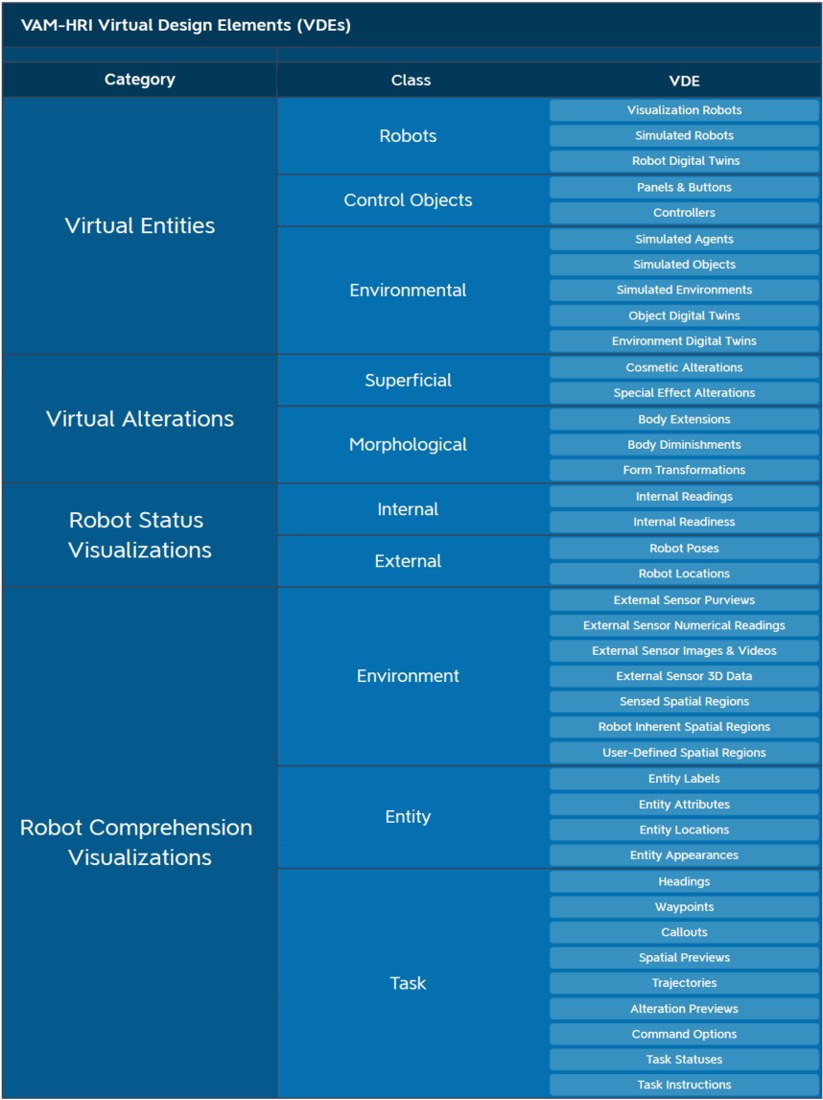 VAM-HRI Virtual Design Elements (VDEs)
Category
Class
VDE
Virtual Entities
Robots
Visualization Robots
Simulated Robots
Robot Digital Twins
Control Objects
Panels & Buttons
Controllers
Environmental
Simulated Agents
Simulated Objects
Simulated Environments
Object Digital Twins
Environment Digital Twins
Virtual Alterations
Superficial
Cosmetic Alterations
Special Effect Alterations
Morphological
Body Extensions
Body Diminishments
Form Transformations
Robot Status
Visualizations
Internal
Internal Readings
Internal Readiness
External
Robot Poses
Robot Locations
Robot Comprehension
Visualizations
Environment
External Sensor Purviews
External Sensor Numerical Readings
External Sensor Images & Videos
External Sensor 3D Data
Sensed Spatial Regions
Robot Inherent Spatial Regions
User-Defined Spatial Regions
Entity
Entity Labels
Entity Attributes
Entity Locations
Entity Appearances
Task
Headings
Waypoints
Callouts
Spatial Previews
Trajectories
Alteration Previews
Command Options
Task Statuses
Task Instructions